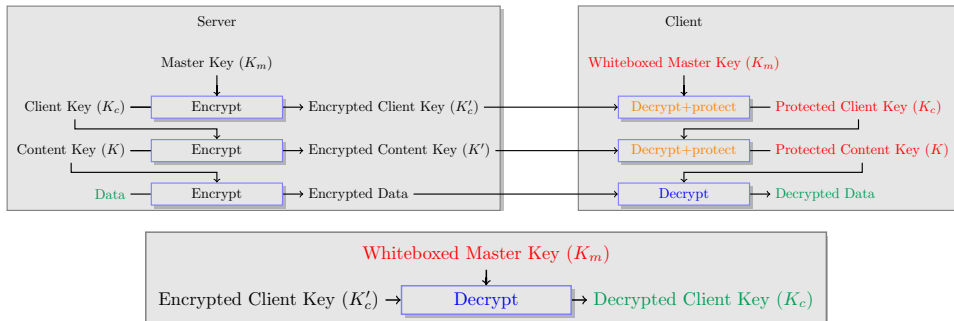 Server
Client
Master Key (K_m)
Whiteboxed Master Key (K_m)
Client Key (K_c)
Encrypt
Encrypted Client Key (K'_c)
Decrypt+protect
Protected Client Key (K_c)
Content Key (K)
Encrypt
Encrypted Content Key (K')
Decrypt+protect
Protected Content Key (K)
Data
Encrypt
Encrypted Data
Decrypt
Decrypted Data
Whiteboxed Master Key (K_m)
Encrypted Client Key (K'_c)
Decrypt
Decrypted Client Key (K_c)